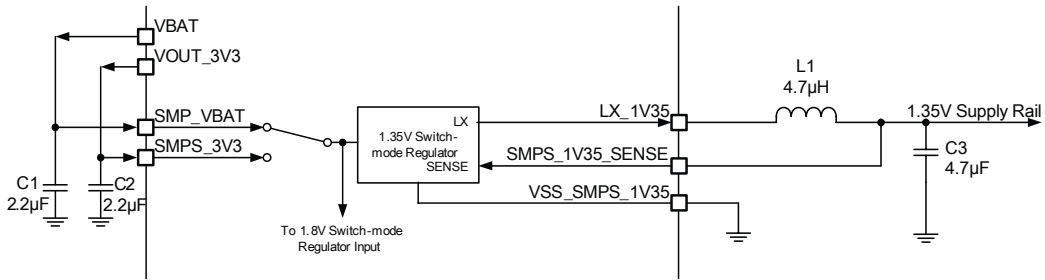 VBAT
VOUT_3V3
SMP_VBAT
SMPS_3V3
C1
2.2µF
C2
2.2µF
LX
1.35V Switch-
mode Regulator
SENSE
To 1.8V Switch-mode
Regulator Input
LX_1V35
SMPS_1V35_SENSE
VSS_SMPS_1V35
L1
4.7µH
1.35V Supply Rail
C3
4.7µF